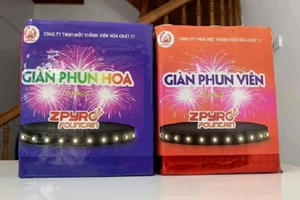 CÔNG TY TNHH MỘT THÀNH VIÊN HÓA CHẤT 21
GIÀN PHUN HOA
ZPYRO
FOUNTAIN
CÔNG TY TNHH MỘT THÀNH VIÊN HÓA CHẤT 21
GIÀN PHUN VIÊN
ZPYRO
FOUNTAIN